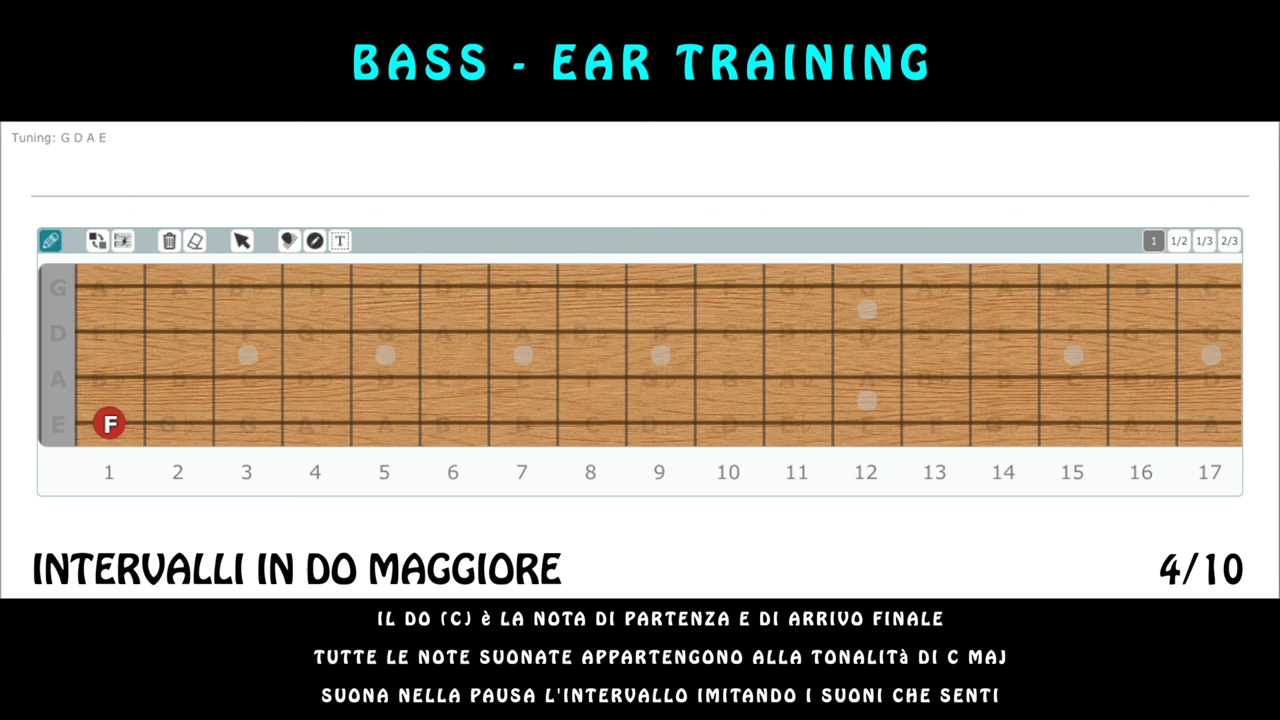 BASS - EAR TRAINING
Tuning: G D A E
T
1 1/2 1/3 2/3
G
D
A
E
F
1 2 3 4 5 6 7 8 9 10 11 12 13 14 15 16 17
INTERVALLI IN DO MAGGIORE
4/10
IL DO (C) è LA NOTA DI PARTENZA E DI ARRIVO FINALE
TUTTE LE NOTE SUONATE APPARTENGONO ALLA TONALITà DI C MAJ
SUONA NELLA PAUSA L'INTERVALLO IMITANDO I SUONI CHE SENTI